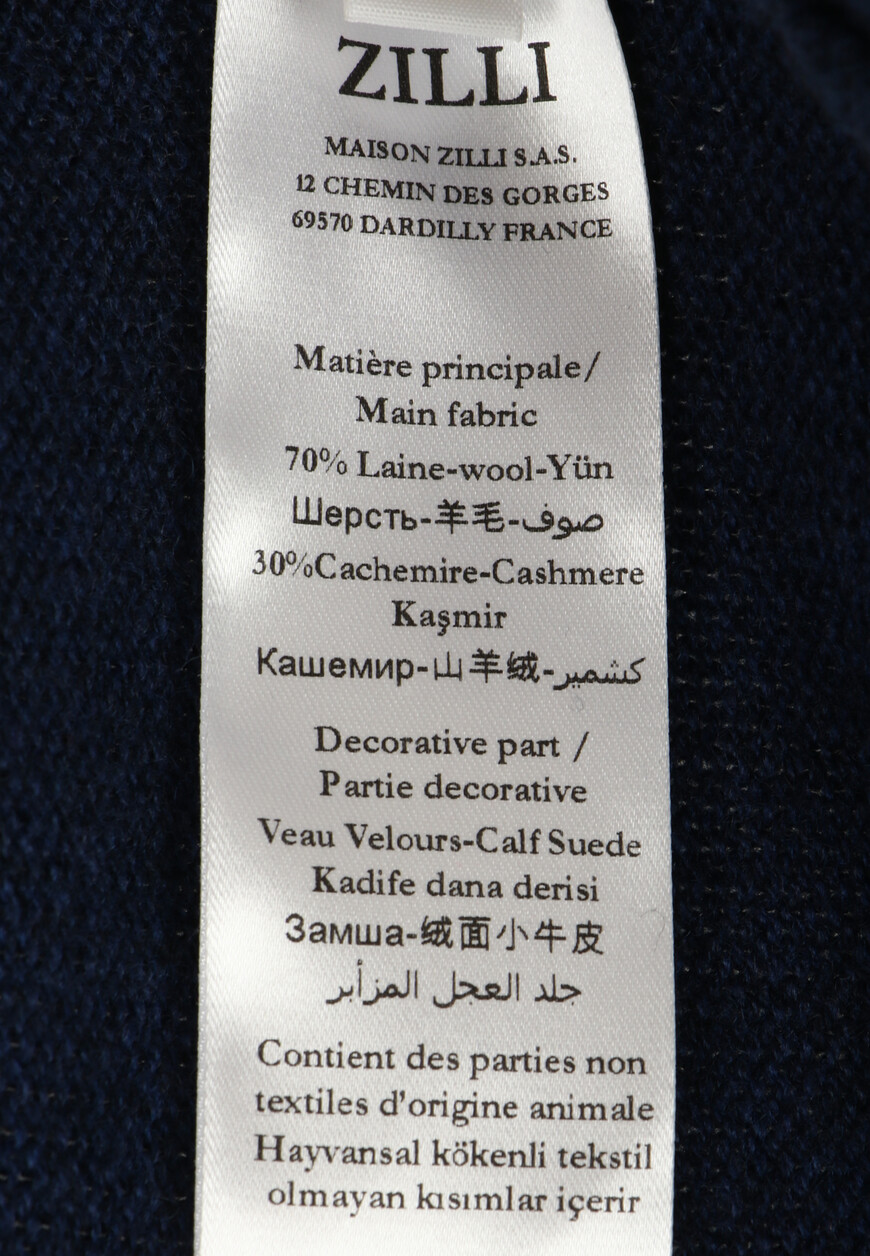 ZILLI
MAISON ZILLI S.A.S.
12 CHEMIN DES GORGES
69570 DARDILLY FRANCE
Matière principale/
Main fabric
70% Laine-wool-Yün
Шерсть-羊毛-صوف
30%Cachemire-Cashmere
Kaşmir
Кашемир-山羊绒-كشمير
Decorative part /
Partie decorative
Veau Velours-Calf Suede
Kadife dana derisi
Замша-绒面小牛皮
جلد العجل المزأبر
Contient des parties non
textiles d'origine animale
Hayvansal kökenli tekstil
olmayan kısımlar içerir